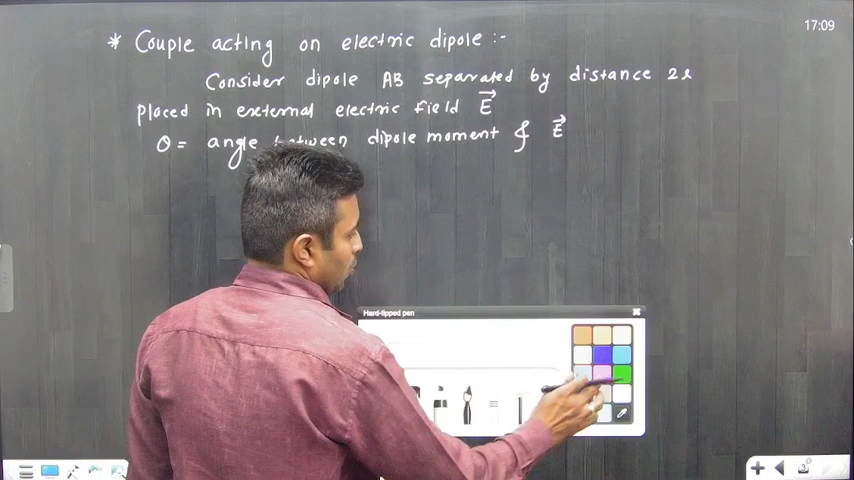 17:09
* Couple acting on electric dipole :-
Consider dipole AB separated by distance 2l
placed in external electric field E⃗
θ = angle between dipole moment & E⃗
Hard-tipped pen